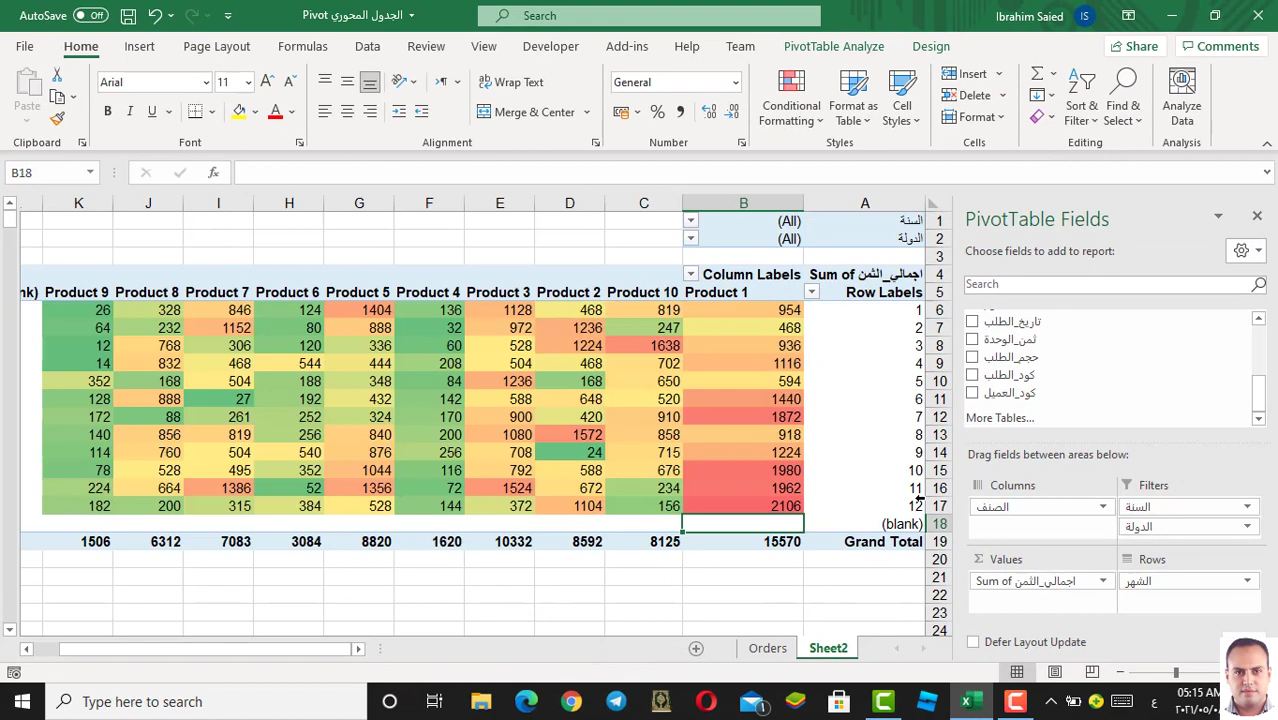 AutoSave Off
Pivot الجدول المحوري
Search
Ibrahim Saied IS
File Home Insert Page Layout Formulas Data Review View Developer Add-ins Help Team PivotTable Analyze Design Share Comments
Paste Arial 11 Wrap Text General Insert
B I U A Merge & Center Conditional Formatting Format as Table Cell Styles Delete Sort & Filter Find & Select Analyze Data
Format
Clipboard Font Alignment Number Styles Cells Editing Analysis
B18 fx
K J I H G F E D C B A
(All) السنة 1
(All) الدولة 2
3
Column Labels Sum of اجمالي_الثمن 4
nk) Product 9 Product 8 Product 7 Product 6 Product 5 Product 4 Product 3 Product 2 Product 10 Product 1 Row Labels 5
26 328 846 124 1404 136 1128 468 819 954 1 6
64 232 1152 80 888 32 972 1236 247 468 2 7
12 768 306 120 336 60 528 1224 1638 936 3 8
14 832 468 544 444 208 504 468 702 1116 4 9
352 168 504 188 348 84 1236 168 650 594 5 10
128 888 27 192 432 142 588 648 520 1440 6 11
172 88 261 252 324 170 900 420 910 1872 7 12
140 856 819 256 840 200 1080 1572 858 918 8 13
114 760 504 540 876 256 708 24 715 1224 9 14
78 528 495 352 1044 116 792 588 676 1980 10 15
224 664 1386 52 1356 72 1524 672 234 1962 11 16
182 200 315 384 528 144 372 1104 156 2106 12 17
(blank) 18
1506 6312 7083 3084 8820 1620 10332 8592 8125 15570 Grand Total 19
20
21
22
23
24
PivotTable Fields
Choose fields to add to report:
Search
تاريخ_الطلب
ثمن_الوحدة
حجم_الطلب
كود_الطلب
كود_العميل
More Tables...
Drag fields between areas below:
Columns Filters
الصنف السنة
الدولة
Values Rows
Sum of اجمالي_الثمن الشهر
Defer Layout Update
Orders Sheet2
Type here to search
1
ع
05:15 AM